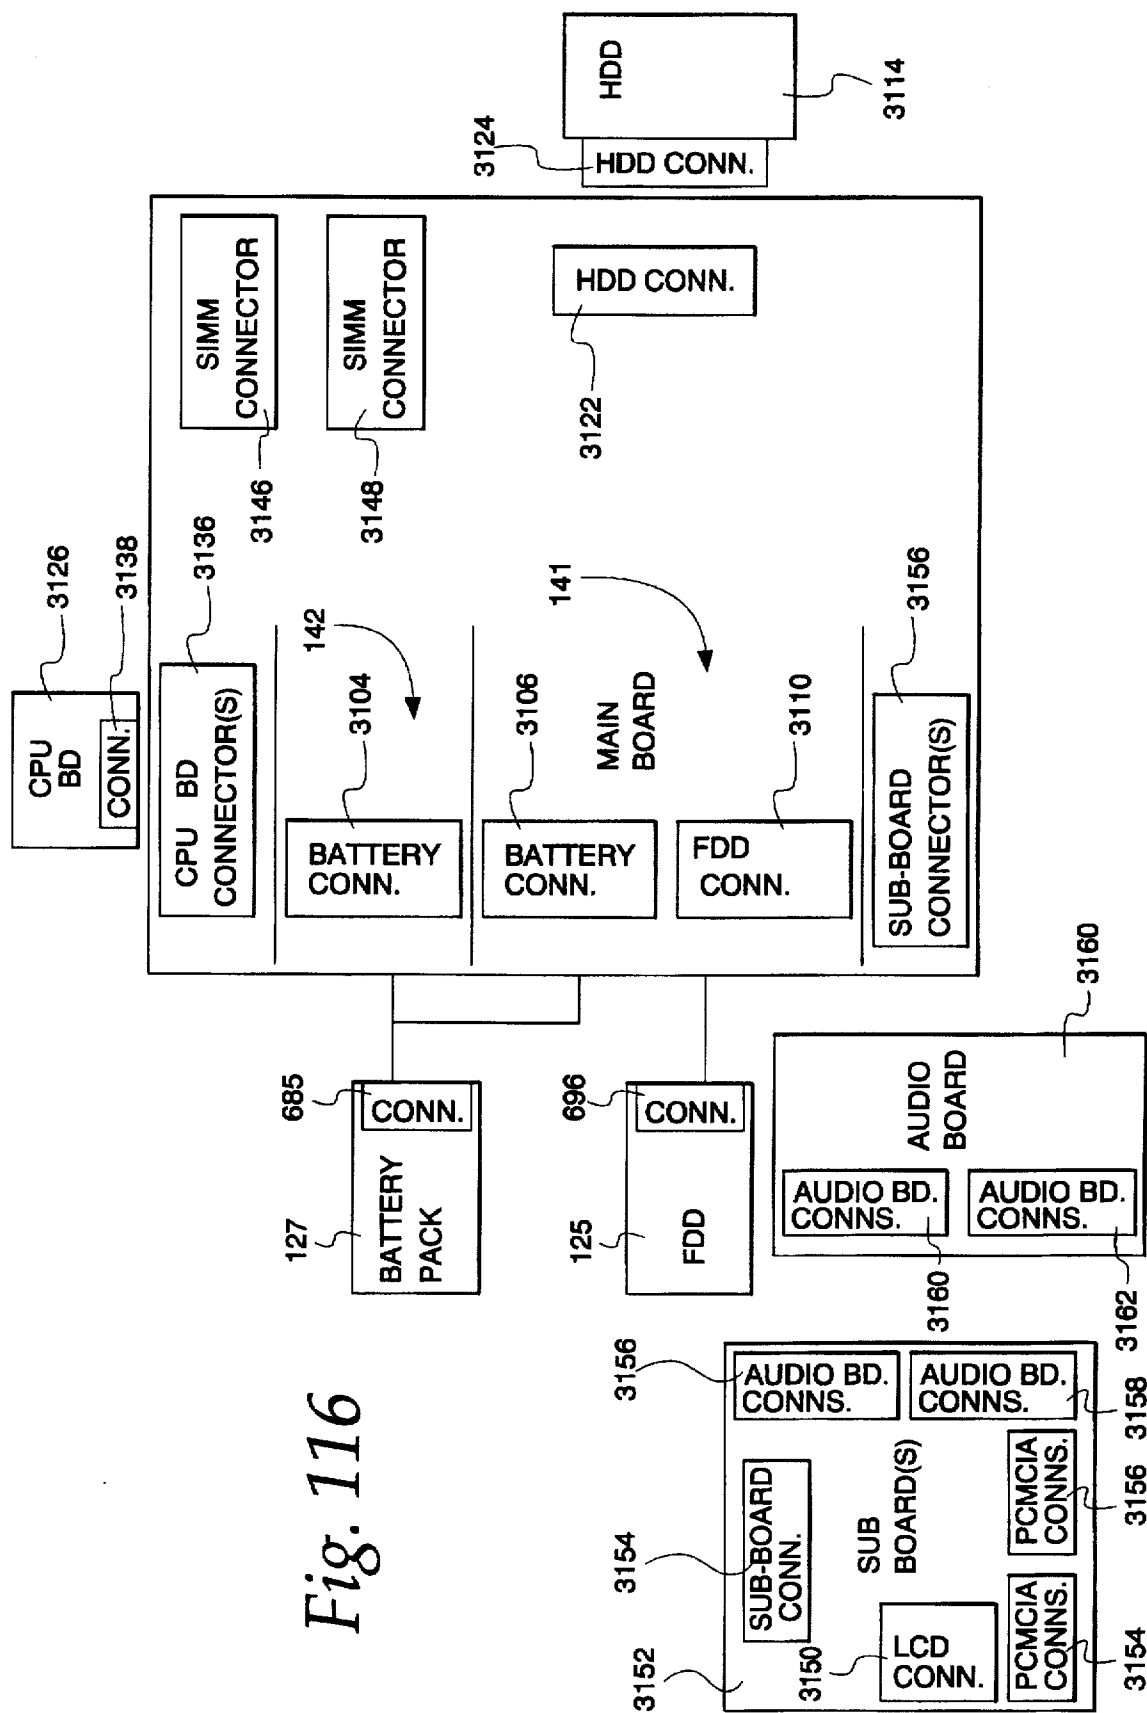 Fig. 116
CPU
BD
3126
CONN.
3138
CPU BD
CONNECTOR(S)
3136
SIMM
CONNECTOR
3146
SIMM
CONNECTOR
3148
142
BATTERY
CONN.
3104
BATTERY
CONN.
3106
MAIN
BOARD
141
FDD
CONN.
3110
SUB-BOARD
CONNECTOR(S)
3156
HDD CONN.
3122
HDD CONN.
3124
HDD
3114
BATTERY
PACK
127
CONN.
685
FDD
125
CONN.
696
AUDIO
BOARD
3160
AUDIO BD.
CONNS.
3160
AUDIO BD.
CONNS.
3162
SUB
BOARD(S)
3152
SUB-BOARD
CONN.
3154
AUDIO BD.
CONNS.
3156
AUDIO BD.
CONNS.
3158
LCD
CONN.
3150
PCMCIA
CONNS.
3154
PCMCIA
CONNS.
3156